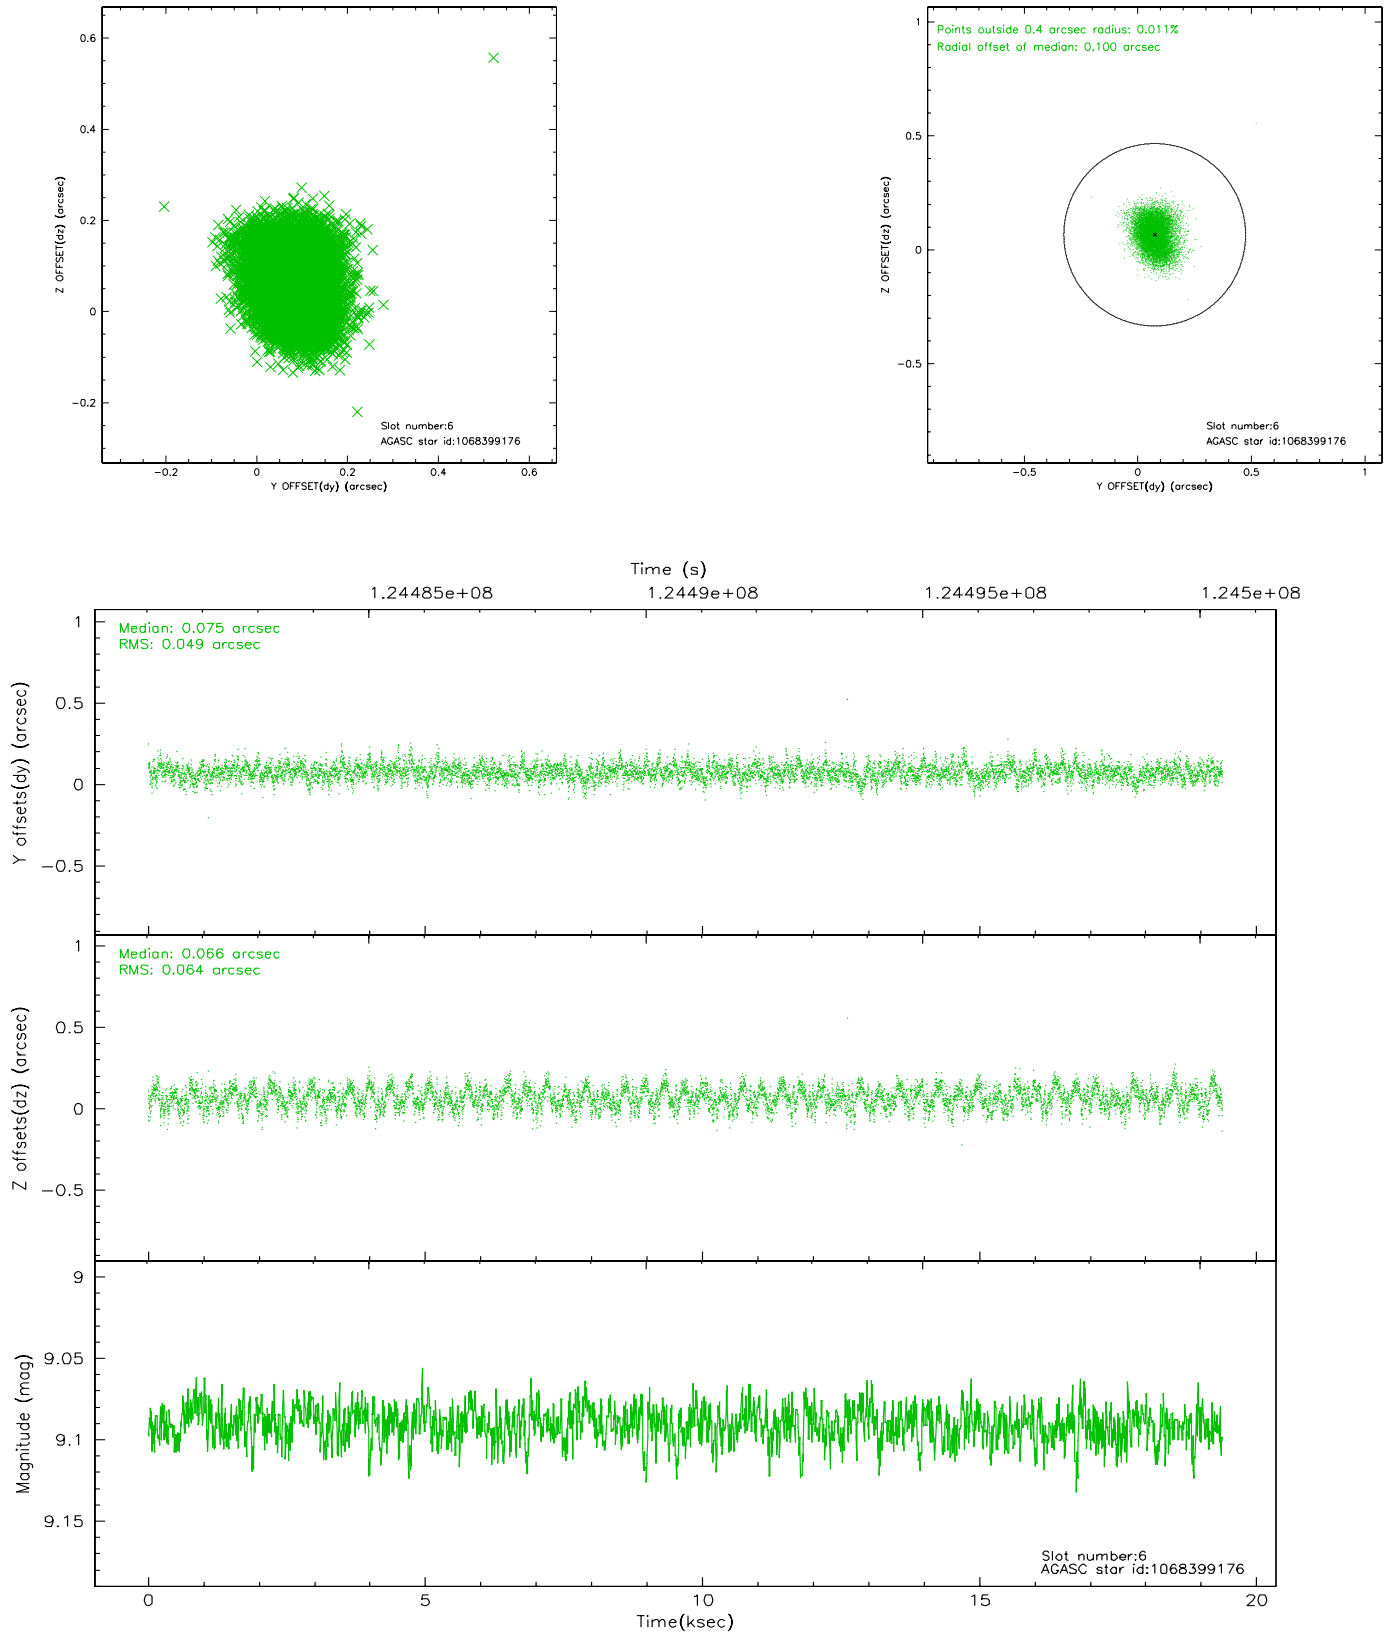 0.6
0.4
0.2
0
−0.2
Z OFFSET(dz) (arcsec)
Slot number:6
AGASC star id:1068399176
−0.2 0 0.2 0.4 0.6
Y OFFSET(dy) (arcsec)
Points outside 0.4 arcsec radius: 0.011%
Radial offset of median: 0.100 arcsec
1
0.5
0
−0.5
Z OFFSET(dz) (arcsec)
Slot number:6
AGASC star id:1068399176
−0.5 0 0.5 1
Y OFFSET(dy) (arcsec)
Time (s)
1.24485e+08 1.2449e+08 1.24495e+08 1.245e+08
Median: 0.075 arcsec
RMS: 0.049 arcsec
1
0.5
0
−0.5
Y offsets(dy) (arcsec)
Median: 0.066 arcsec
RMS: 0.064 arcsec
1
0.5
0
−0.5
Z offsets(dz) (arcsec)
9
9.05
9.1
9.15
Magnitude (mag)
Slot number:6
AGASC star id:1068399176
0 5 10 15 20
Time(ksec)